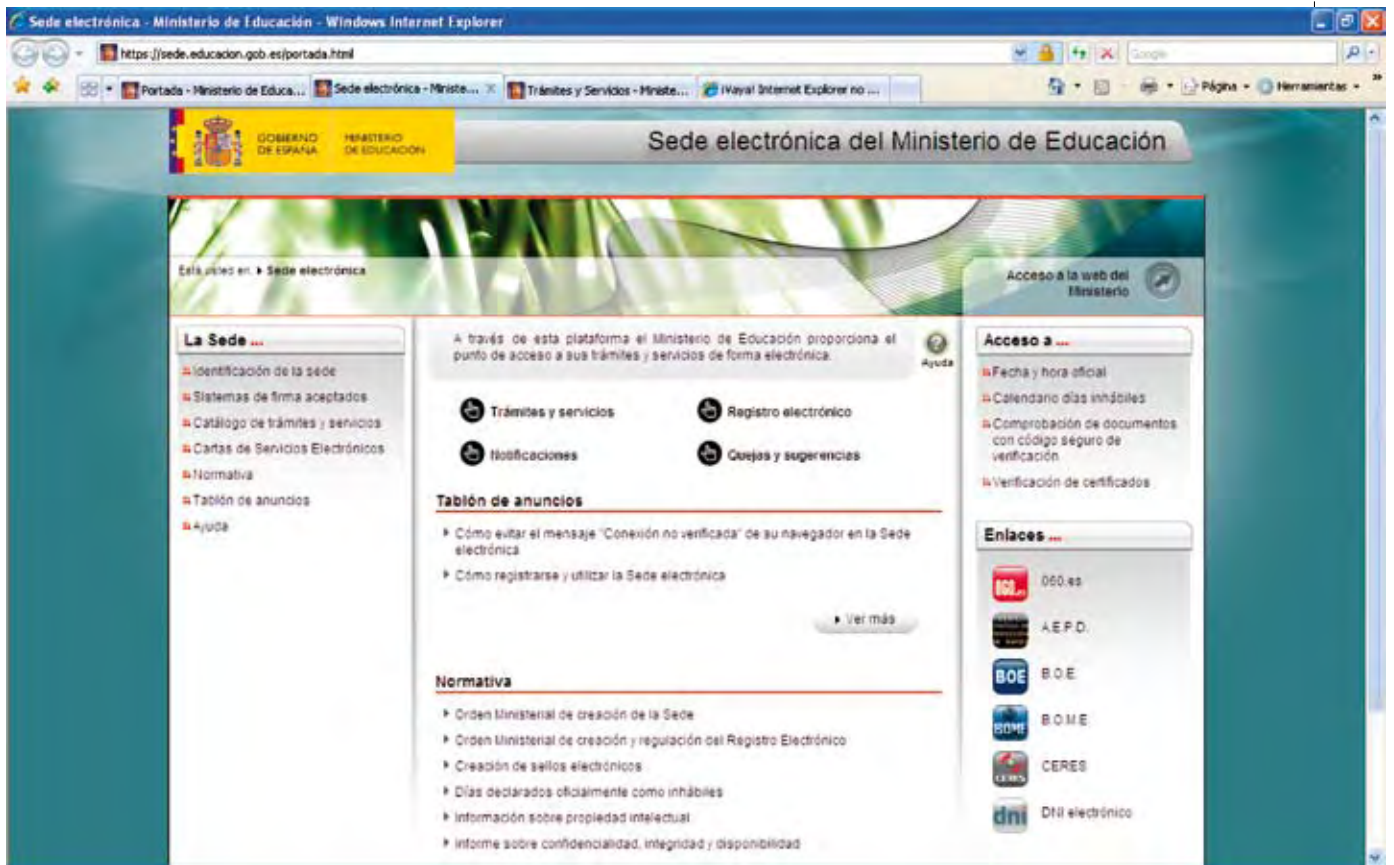 Sede electrónica - Ministerio de Educación - Windows Internet Explorer
https://sede.educacion.gob.es/portada.html
Google
Portada - Ministerio de Educa...
Sede electrónica - Ministe...
Trámites y Servicios - Ministe...
¡Vaya! Internet Explorer no ...
Página
Herramientas
GOBIERNO
DE ESPAÑA
MINISTERIO
DE EDUCACIÓN
Sede electrónica del Ministerio de Educación
Está usted en: Sede electrónica
Acceso a la web del
Ministerio
La Sede ...
Identificación de la sede
Sistemas de firma aceptados
Catálogo de trámites y servicios
Cartas de Servicios Electrónicos
Normativa
Tablón de anuncios
Ayuda
A través de esta plataforma el Ministerio de Educación proporciona el
punto de acceso a sus trámites y servicios de forma electrónica.
Ayuda
Trámites y servicios
Registro electrónico
Notificaciones
Quejas y sugerencias
Tablón de anuncios
Cómo evitar el mensaje "Conexión no verificada" de su navegador en la Sede
electrónica
Cómo registrarse y utilizar la Sede electrónica
Ver más
Normativa
Orden Ministerial de creación de la Sede
Orden Ministerial de creación y regulación del Registro Electrónico
Creación de sellos electrónicos
Días declarados oficialmente como inhábiles
Información sobre propiedad intelectual
Informe sobre confidencialidad, integridad y disponibilidad
Acceso a ...
Fecha y hora oficial
Calendario días inhábiles
Comprobación de documentos
con código seguro de
verificación
Verificación de certificados
Enlaces ...
060.es
060.es
A.E.P.D.
BOE
B.O.E
BOME
B.O.M.E
CERES
CERES
dni
DNI electrónico